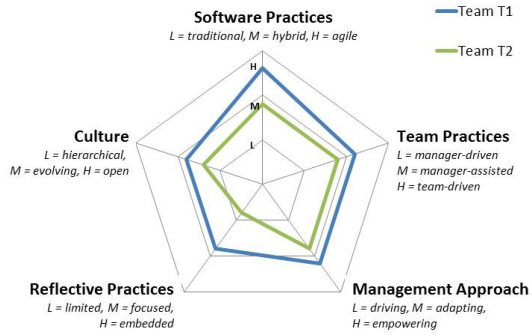 Software Practices
L = traditional, M = hybrid, H = agile
Team T1
Team T2
H
M
L
Culture
L = hierarchical,
M = evolving, H = open
Team Practices
L = manager-driven
M = manager-assisted
H = team-driven
Reflective Practices
L = limited, M = focused,
H = embedded
Management Approach
L = driving, M = adapting,
H = empowering